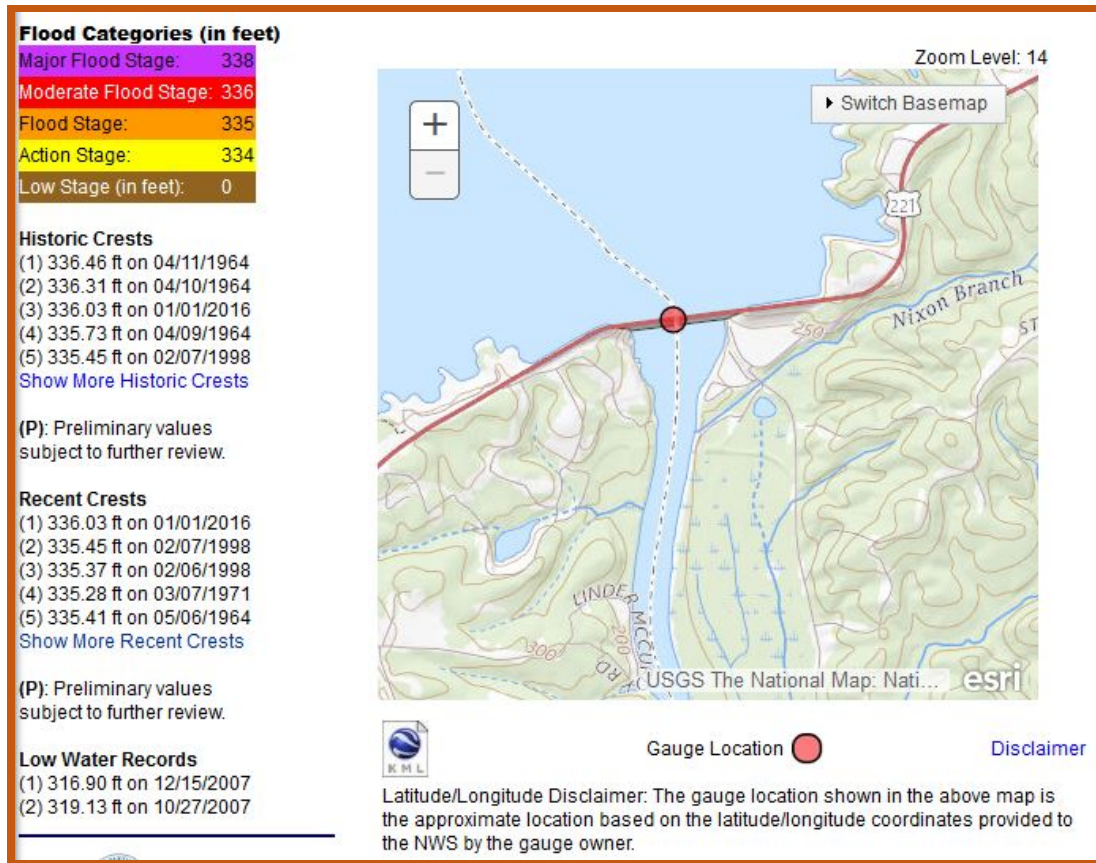 Flood Categories (in feet)
Major Flood Stage: 338
Moderate Flood Stage: 336
Flood Stage: 335
Action Stage: 334
Low Stage (in feet): 0
Historic Crests
(1) 336.46 ft on 04/11/1964
(2) 336.31 ft on 04/10/1964
(3) 336.03 ft on 01/01/2016
(4) 335.73 ft on 04/09/1964
(5) 335.45 ft on 02/07/1998
Show More Historic Crests
(P): Preliminary values
subject to further review.
Recent Crests
(1) 336.03 ft on 01/01/2016
(2) 335.45 ft on 02/07/1998
(3) 335.37 ft on 02/06/1998
(4) 335.28 ft on 03/07/1971
(5) 335.41 ft on 05/06/1964
Show More Recent Crests
(P): Preliminary values
subject to further review.
Low Water Records
(1) 316.90 ft on 12/15/2007
(2) 319.13 ft on 10/27/2007
Zoom Level: 14
+
−
Switch Basemap
221
Nixon Branch
ST
250
LINDER MCCU
RD
200
300
USGS The National Map: Nati...
esri
KML
Gauge Location
Disclaimer
Latitude/Longitude Disclaimer: The gauge location shown in the above map is
the approximate location based on the latitude/longitude coordinates provided to
the NWS by the gauge owner.